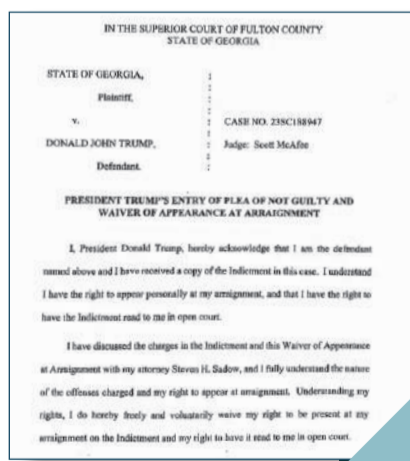 IN THE SUPERIOR COURT OF FULTON COUNTY
STATE OF GEORGIA
STATE OF GEORGIA, :
Plaintiff, :
v. : CASE NO. 23SC188947
DONALD JOHN TRUMP, : Judge: Scott McAfee
Defendant. :
PRESIDENT TRUMP'S ENTRY OF PLEA OF NOT GUILTY AND
WAIVER OF APPEARANCE AT ARRAIGNMENT
I, President Donald Trump, hereby acknowledge that I am the defendant
named above and I have received a copy of the Indictment in this case. I understand
I have the right to appear personally at my arraignment, and that I have the right to
have the Indictment read to me in open court.
I have discussed the charges in the Indictment and this Waiver of Appearance
at Arraignment with my attorney Steven H. Sadow, and I fully understand the nature
of the offenses charged and my right to appear at arraignment. Understanding my
rights, I do hereby freely and voluntarily waive my right to be present at my
arraignment on the Indictment and my right to have it read to me in open court.